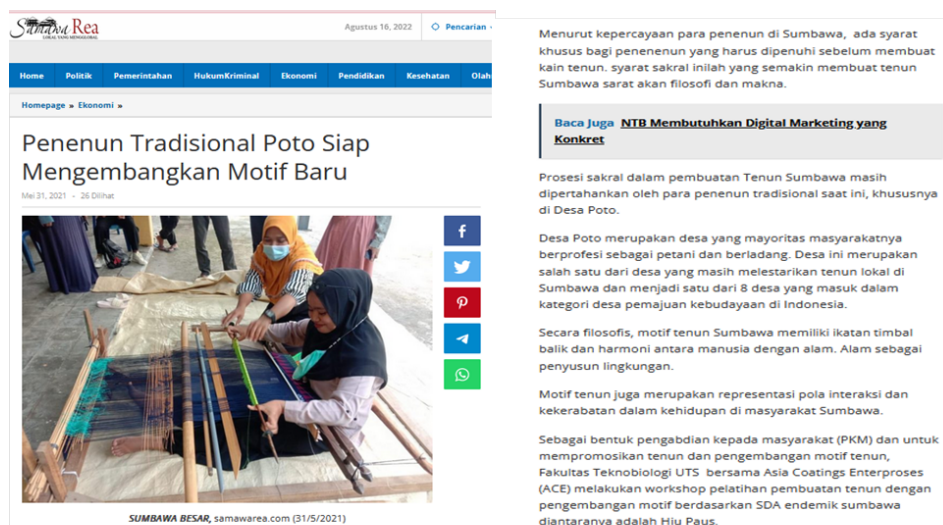 Samawa Rea
LOKAL YANG MENGGLOBAL
Agustus 16, 2022
Pencarian
Home Politik Pemerintahan HukumKriminal Ekonomi Pendidikan Kesehatan Olah
Homepage » Ekonomi »
Penenun Tradisional Poto Siap
Mengembangkan Motif Baru
Mei 31, 2021 - 26 Dilihat
SUMBAWA BESAR, samawarea.com (31/5/2021)
Menurut kepercayaan para penenun di Sumbawa, ada syarat
khusus bagi penenenun yang harus dipenuhi sebelum membuat
kain tenun. syarat sakral inilah yang semakin membuat tenun
Sumbawa sarat akan filosofi dan makna.
Baca Juga NTB Membutuhkan Digital Marketing yang
Konkret
Prosesi sakral dalam pembuatan Tenun Sumbawa masih
dipertahankan oleh para penenun tradisional saat ini, khususnya
di Desa Poto.
Desa Poto merupakan desa yang mayoritas masyarakatnya
berprofesi sebagai petani dan berladang. Desa ini merupakan
salah satu dari desa yang masih melestarikan tenun lokal di
Sumbawa dan menjadi satu dari 8 desa yang masuk dalam
kategori desa pemajuan kebudayaan di Indonesia.
Secara filosofis, motif tenun Sumbawa memiliki ikatan timbal
balik dan harmoni antara manusia dengan alam. Alam sebagai
penyusun lingkungan.
Motif tenun juga merupakan representasi pola interaksi dan
kekerabatan dalam kehidupan di masyarakat Sumbawa.
Sebagai bentuk pengabdian kepada masyarakat (PKM) dan untuk
mempromosikan tenun dan pengembangan motif tenun,
Fakultas Teknobiologi UTS bersama Asia Coatings Enterproses
(ACE) melakukan workshop pelatihan pembuatan tenun dengan
pengembangan motif berdasarkan SDA endemik sumbawa
diantaranya adalah Hiu Paus.